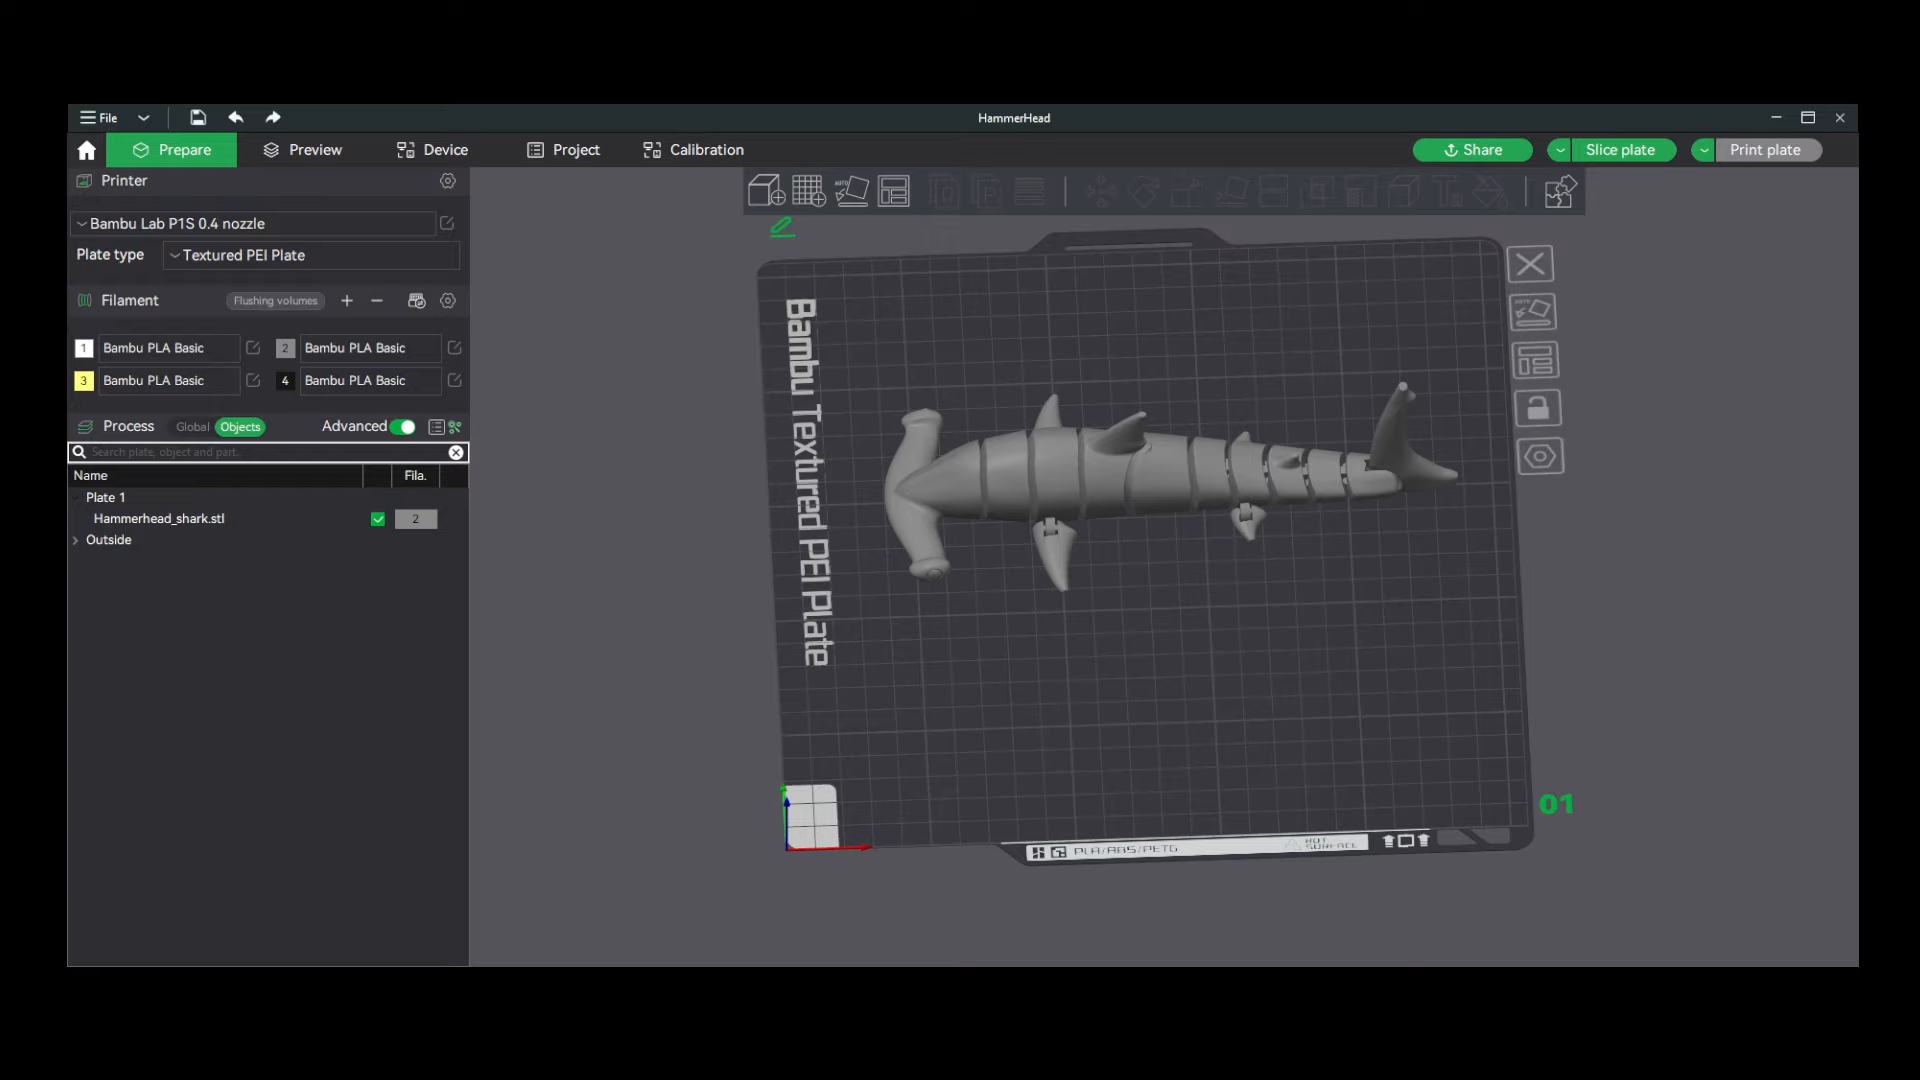 File
HammerHead
Prepare
Preview
Device
Project
Calibration
Share
Slice plate
Print plate
Printer
Bambu Lab P1S 0.4 nozzle
Plate type
Textured PEI Plate
Filament
Flushing volumes
1 Bambu PLA Basic
2 Bambu PLA Basic
3 Bambu PLA Basic
4 Bambu PLA Basic
Process
Global
Objects
Advanced
Search plate, object and part.
Name
Fila.
Plate 1
Hammerhead_shark.stl
2
Outside
AUTO
Bambu Textured PEI Plate
01
PLA/ABS/PETG
HOT
SURFACE